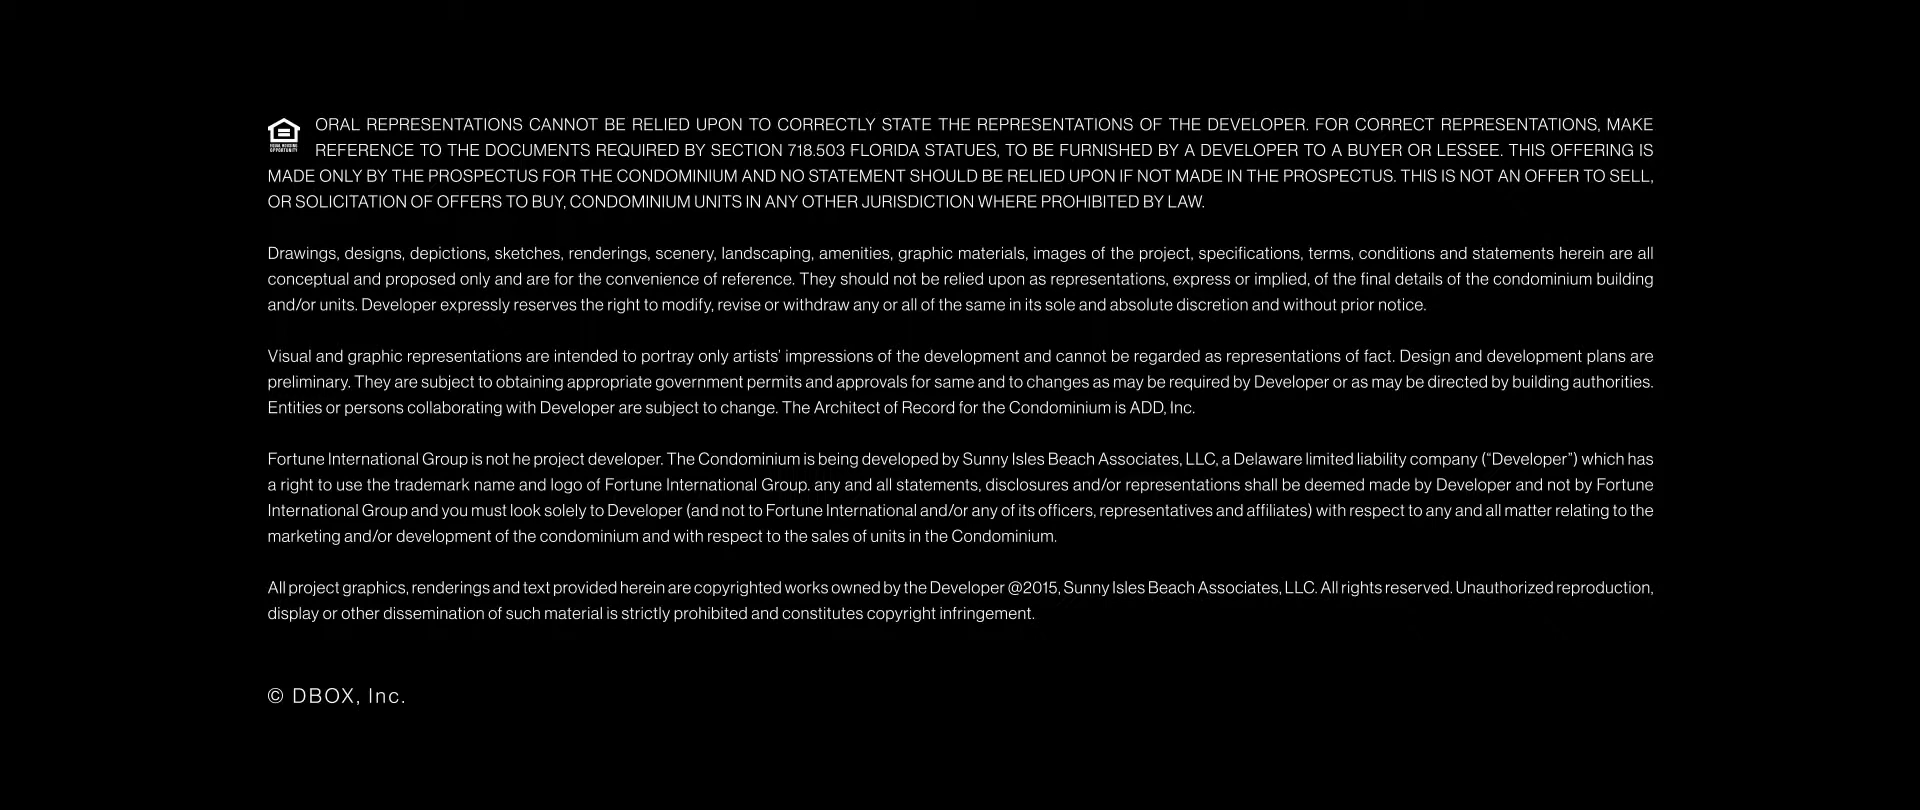 ORAL REPRESENTATIONS CANNOT BE RELIED UPON TO CORRECTLY STATE THE REPRESENTATIONS OF THE DEVELOPER. FOR CORRECT REPRESENTATIONS, MAKE
EQUAL HOUSING OPPORTUNITY
REFERENCE TO THE DOCUMENTS REQUIRED BY SECTION 718.503 FLORIDA STATUES, TO BE FURNISHED BY A DEVELOPER TO A BUYER OR LESSEE. THIS OFFERING IS
MADE ONLY BY THE PROSPECTUS FOR THE CONDOMINIUM AND NO STATEMENT SHOULD BE RELIED UPON IF NOT MADE IN THE PROSPECTUS. THIS IS NOT AN OFFER TO SELL,
OR SOLICITATION OF OFFERS TO BUY, CONDOMINIUM UNITS IN ANY OTHER JURISDICTION WHERE PROHIBITED BY LAW.
Drawings, designs, depictions, sketches, renderings, scenery, landscaping, amenities, graphic materials, images of the project, specifications, terms, conditions and statements herein are all
conceptual and proposed only and are for the convenience of reference. They should not be relied upon as representations, express or implied, of the final details of the condominium building
and/or units. Developer expressly reserves the right to modify, revise or withdraw any or all of the same in its sole and absolute discretion and without prior notice.
Visual and graphic representations are intended to portray only artists' impressions of the development and cannot be regarded as representations of fact. Design and development plans are
preliminary. They are subject to obtaining appropriate government permits and approvals for same and to changes as may be required by Developer or as may be directed by building authorities.
Entities or persons collaborating with Developer are subject to change. The Architect of Record for the Condominium is ADD, Inc.
Fortune International Group is not he project developer. The Condominium is being developed by Sunny Isles Beach Associates, LLC, a Delaware limited liability company (“Developer”) which has
a right to use the trademark name and logo of Fortune International Group. any and all statements, disclosures and/or representations shall be deemed made by Developer and not by Fortune
International Group and you must look solely to Developer (and not to Fortune International and/or any of its officers, representatives and affiliates) with respect to any and all matter relating to the
marketing and/or development of the condominium and with respect to the sales of units in the Condominium.
All project graphics, renderings and text provided herein are copyrighted works owned by the Developer @2015, Sunny Isles Beach Associates, LLC. All rights reserved. Unauthorized reproduction,
display or other dissemination of such material is strictly prohibited and constitutes copyright infringement.
© DBOX, Inc.